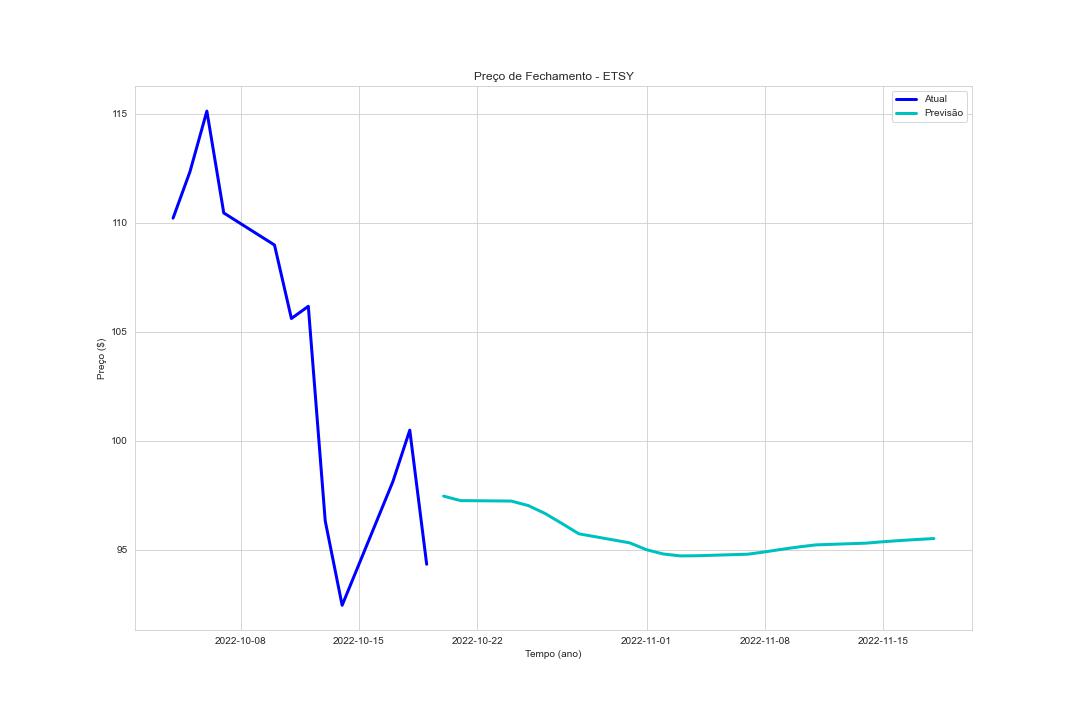 Preço de Fechamento - ETSY
Atual
Previsão
115
110
105
100
95
Preço ($)
2022-10-08
2022-10-15
2022-10-22
2022-11-01
2022-11-08
2022-11-15
Tempo (ano)